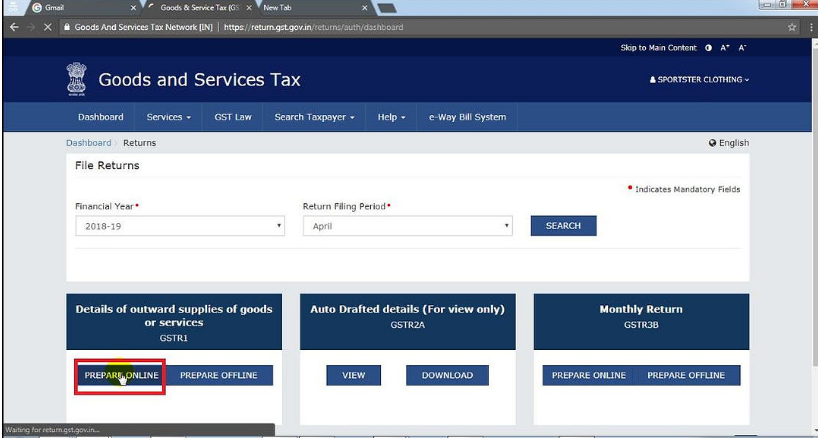 Gmail
Goods & Service Tax (GS
New Tab
Goods And Services Tax Network [IN] | https://return.gst.gov.in/returns/auth/dashboard
Skip to Main Content A+ A-
Goods and Services Tax
SPORTSTER CLOTHING
Dashboard Services GST Law Search Taxpayer Help e-Way Bill System
Dashboard Returns
English
File Returns
• Indicates Mandatory Fields
Financial Year•
Return Filing Period•
2018-19
April
SEARCH
Details of outward supplies of goods
or services
GSTR1
Auto Drafted details (For view only)
GSTR2A
Monthly Return
GSTR3B
PREPARE ONLINE PREPARE OFFLINE
VIEW DOWNLOAD
PREPARE ONLINE PREPARE OFFLINE
Waiting for return.gst.gov.in...